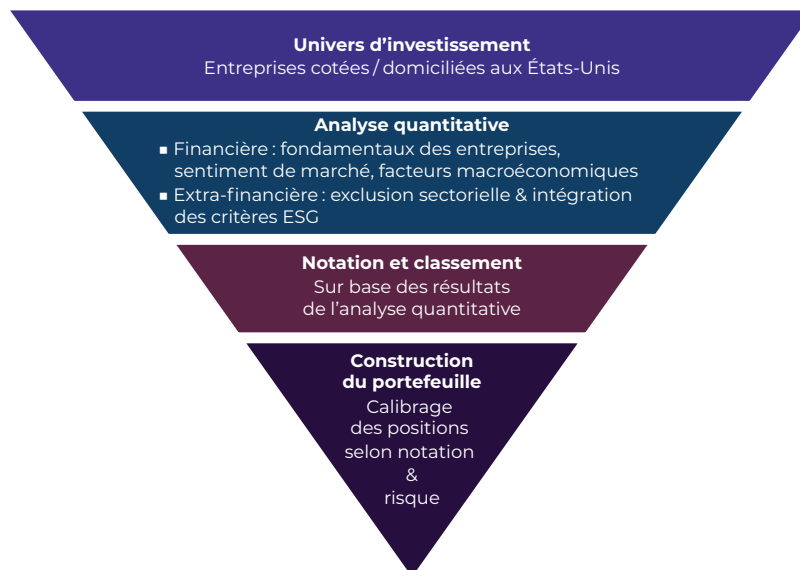 Univers d’investissement
Entreprises cotées / domiciliées aux États-Unis
Analyse quantitative
▪ Financière : fondamentaux des entreprises,
sentiment de marché, facteurs macroéconomiques
▪ Extra-financière : exclusion sectorielle & intégration
des critères ESG
Notation et classement
Sur base des résultats
de l’analyse quantitative
Construction
du portefeuille
Calibrage
des positions
selon notation
&
risque